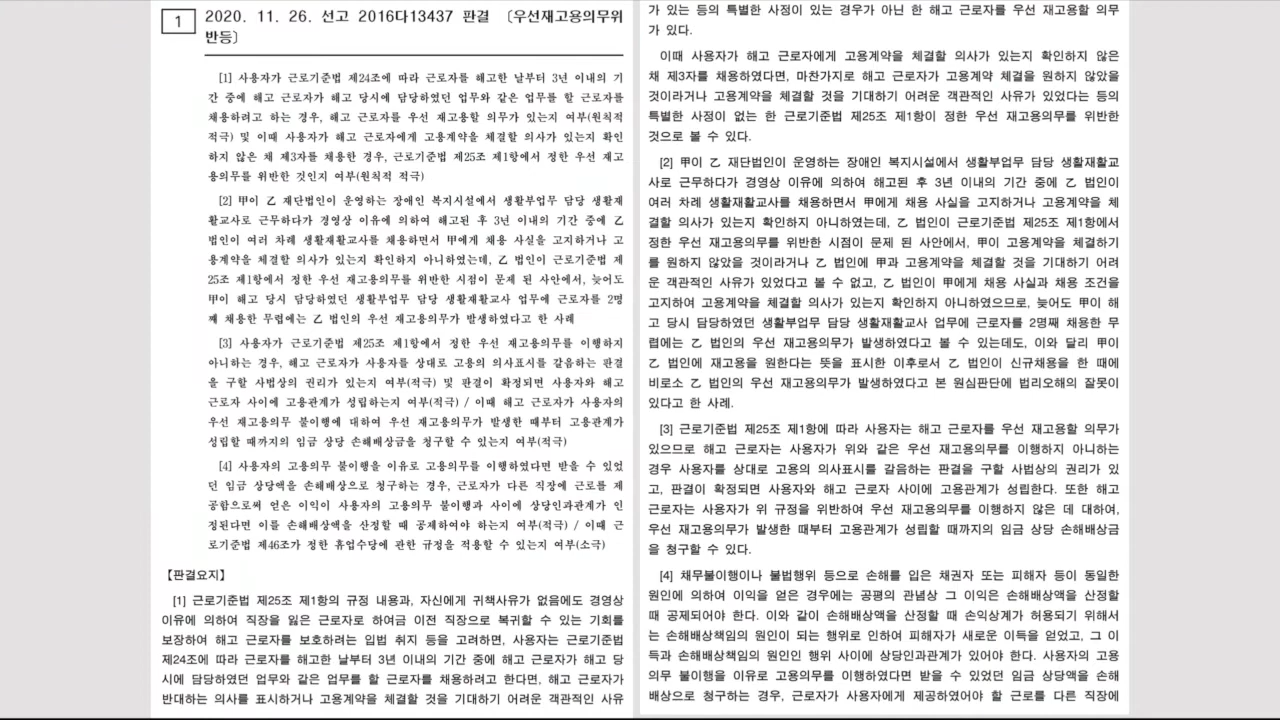 1
2020. 11. 26. 선고 2016다13437 판결 〔우선재고용의무위
반등〕
[1] 사용자가 근로기준법 제24조에 따라 근로자를 해고한 날부터 3년 이내의 기
간 중에 해고 근로자가 해고 당시에 담당하였던 업무와 같은 업무를 할 근로자를
채용하려고 하는 경우, 해고 근로자를 우선 재고용할 의무가 있는지 여부(원칙적
적극) 및 이때 사용자가 해고 근로자에게 고용계약을 체결할 의사가 있는지 확인
하지 않은 채 제3자를 채용한 경우, 근로기준법 제25조 제1항에서 정한 우선 재고
용의무를 위반한 것인지 여부(원칙적 적극)
[2] 甲이 乙 재단법인이 운영하는 장애인 복지시설에서 생활부업무 담당 생활재
활교사로 근무하다가 경영상 이유에 의하여 해고된 후 3년 이내의 기간 중에 乙
법인이 여러 차례 생활재활교사를 채용하면서 甲에게 채용 사실을 고지하거나 고
용계약을 체결할 의사가 있는지 확인하지 아니하였는데, 乙 법인이 근로기준법 제
25조 제1항에서 정한 우선 재고용의무를 위반한 시점이 문제 된 사안에서, 늦어도
甲이 해고 당시 담당하였던 생활부업무 담당 생활재활교사 업무에 근로자를 2명
째 채용한 무렵에는 乙 법인의 우선 재고용의무가 발생하였다고 한 사례
[3] 사용자가 근로기준법 제25조 제1항에서 정한 우선 재고용의무를 이행하지
아니하는 경우, 해고 근로자가 사용자를 상대로 고용의 의사표시를 갈음하는 판결
을 구할 사법상의 권리가 있는지 여부(적극) 및 판결이 확정되면 사용자와 해고
근로자 사이에 고용관계가 성립하는지 여부(적극) / 이때 해고 근로자가 사용자의
우선 재고용의무 불이행에 대하여 우선 재고용의무가 발생한 때부터 고용관계가
성립할 때까지의 임금 상당 손해배상금을 청구할 수 있는지 여부(적극)
[4] 사용자의 고용의무 불이행을 이유로 고용의무를 이행하였다면 받을 수 있었
던 임금 상당액을 손해배상으로 청구하는 경우, 근로자가 다른 직장에 근로를 제
공함으로써 얻은 이익이 사용자의 고용의무 불이행과 사이에 상당인과관계가 인
정된다면 이를 손해배상액을 산정할 때 공제하여야 하는지 여부(적극) / 이때 근
로기준법 제46조가 정한 휴업수당에 관한 규정을 적용할 수 있는지 여부(소극)
【판결요지】
[1] 근로기준법 제25조 제1항의 규정 내용과, 자신에게 귀책사유가 없음에도 경영상
이유에 의하여 직장을 잃은 근로자로 하여금 이전 직장으로 복귀할 수 있는 기회를
보장하여 해고 근로자를 보호하려는 입법 취지 등을 고려하면, 사용자는 근로기준법
제24조에 따라 근로자를 해고한 날부터 3년 이내의 기간 중에 해고 근로자가 해고 당
시에 담당하였던 업무와 같은 업무를 할 근로자를 채용하려고 한다면, 해고 근로자가
반대하는 의사를 표시하거나 고용계약을 체결할 것을 기대하기 어려운 객관적인 사유
가 있는 등의 특별한 사정이 있는 경우가 아닌 한 해고 근로자를 우선 재고용할 의무
가 있다.
이때 사용자가 해고 근로자에게 고용계약을 체결할 의사가 있는지 확인하지 않은
채 제3자를 채용하였다면, 마찬가지로 해고 근로자가 고용계약 체결을 원하지 않았을
것이라거나 고용계약을 체결할 것을 기대하기 어려운 객관적인 사유가 있었다는 등의
특별한 사정이 없는 한 근로기준법 제25조 제1항이 정한 우선 재고용의무를 위반한
것으로 볼 수 있다.
[2] 甲이 乙 재단법인이 운영하는 장애인 복지시설에서 생활부업무 담당 생활재활교
사로 근무하다가 경영상 이유에 의하여 해고된 후 3년 이내의 기간 중에 乙 법인이
여러 차례 생활재활교사를 채용하면서 甲에게 채용 사실을 고지하거나 고용계약을 체
결할 의사가 있는지 확인하지 아니하였는데, 乙 법인이 근로기준법 제25조 제1항에서
정한 우선 재고용의무를 위반한 시점이 문제 된 사안에서, 甲이 고용계약을 체결하기
를 원하지 않았을 것이라거나 乙 법인에 甲과 고용계약을 체결할 것을 기대하기 어려
운 객관적인 사유가 있었다고 볼 수 없고, 乙 법인이 甲에게 채용 사실과 채용 조건을
고지하여 고용계약을 체결할 의사가 있는지 확인하지 아니하였으므로, 늦어도 甲이 해
고 당시 담당하였던 생활부업무 담당 생활재활교사 업무에 근로자를 2명째 채용한 무
렵에는 乙 법인의 우선 재고용의무가 발생하였다고 볼 수 있는데도, 이와 달리 甲이
乙 법인에 재고용을 원한다는 뜻을 표시한 이후로서 乙 법인이 신규채용을 한 때에
비로소 乙 법인의 우선 재고용의무가 발생하였다고 본 원심판단에 법리오해의 잘못이
있다고 한 사례.
[3] 근로기준법 제25조 제1항에 따라 사용자는 해고 근로자를 우선 재고용할 의무가
있으므로 해고 근로자는 사용자가 위와 같은 우선 재고용의무를 이행하지 아니하는
경우 사용자를 상대로 고용의 의사표시를 갈음하는 판결을 구할 사법상의 권리가 있
고, 판결이 확정되면 사용자와 해고 근로자 사이에 고용관계가 성립한다. 또한 해고
근로자는 사용자가 위 규정을 위반하여 우선 재고용의무를 이행하지 않은 데 대하여,
우선 재고용의무가 발생한 때부터 고용관계가 성립할 때까지의 임금 상당 손해배상금
을 청구할 수 있다.
[4] 채무불이행이나 불법행위 등으로 손해를 입은 채권자 또는 피해자 등이 동일한
원인에 의하여 이익을 얻은 경우에는 공평의 관념상 그 이익은 손해배상액을 산정할
때 공제되어야 한다. 이와 같이 손해배상액을 산정할 때 손익상계가 허용되기 위해서
는 손해배상책임의 원인이 되는 행위로 인하여 피해자가 새로운 이득을 얻었고, 그 이
득과 손해배상책임의 원인인 행위 사이에 상당인과관계가 있어야 한다. 사용자의 고용
의무 불이행을 이유로 고용의무를 이행하였다면 받을 수 있었던 임금 상당액을 손해
배상으로 청구하는 경우, 근로자가 사용자에게 제공하였어야 할 근로를 다른 직장에